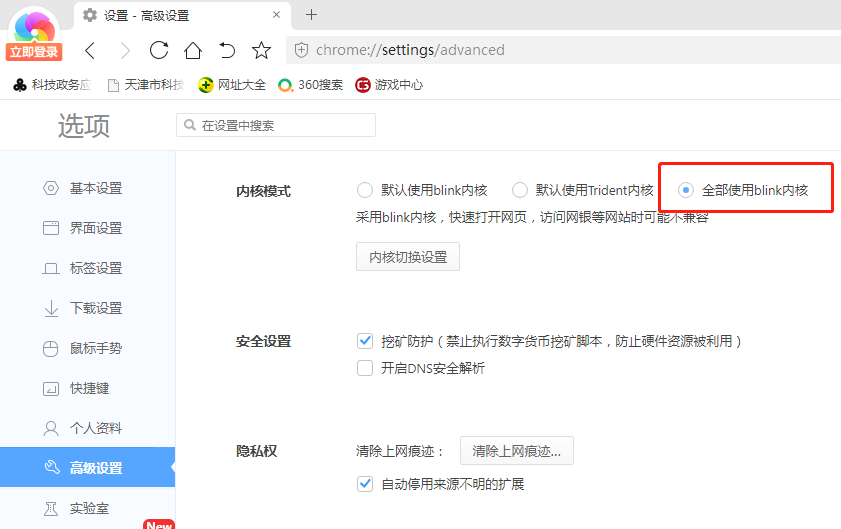 设置 - 高级设置
立即登录
chrome://settings/advanced
科技政务应 天津市科技 网址大全 360搜索 游戏中心
选项
在设置中搜索
基本设置
界面设置
标签设置
下载设置
鼠标手势
快捷键
个人资料
高级设置
实验室
New
内核模式
默认使用blink内核 默认使用Trident内核 全部使用blink内核
采用blink内核，快速打开网页，访问网银等网站时可能不兼容
内核切换设置
安全设置
挖矿防护（禁止执行数字货币挖矿脚本，防止硬件资源被利用）
开启DNS安全解析
隐私权
清除上网痕迹： 清除上网痕迹...
自动停用来源不明的扩展